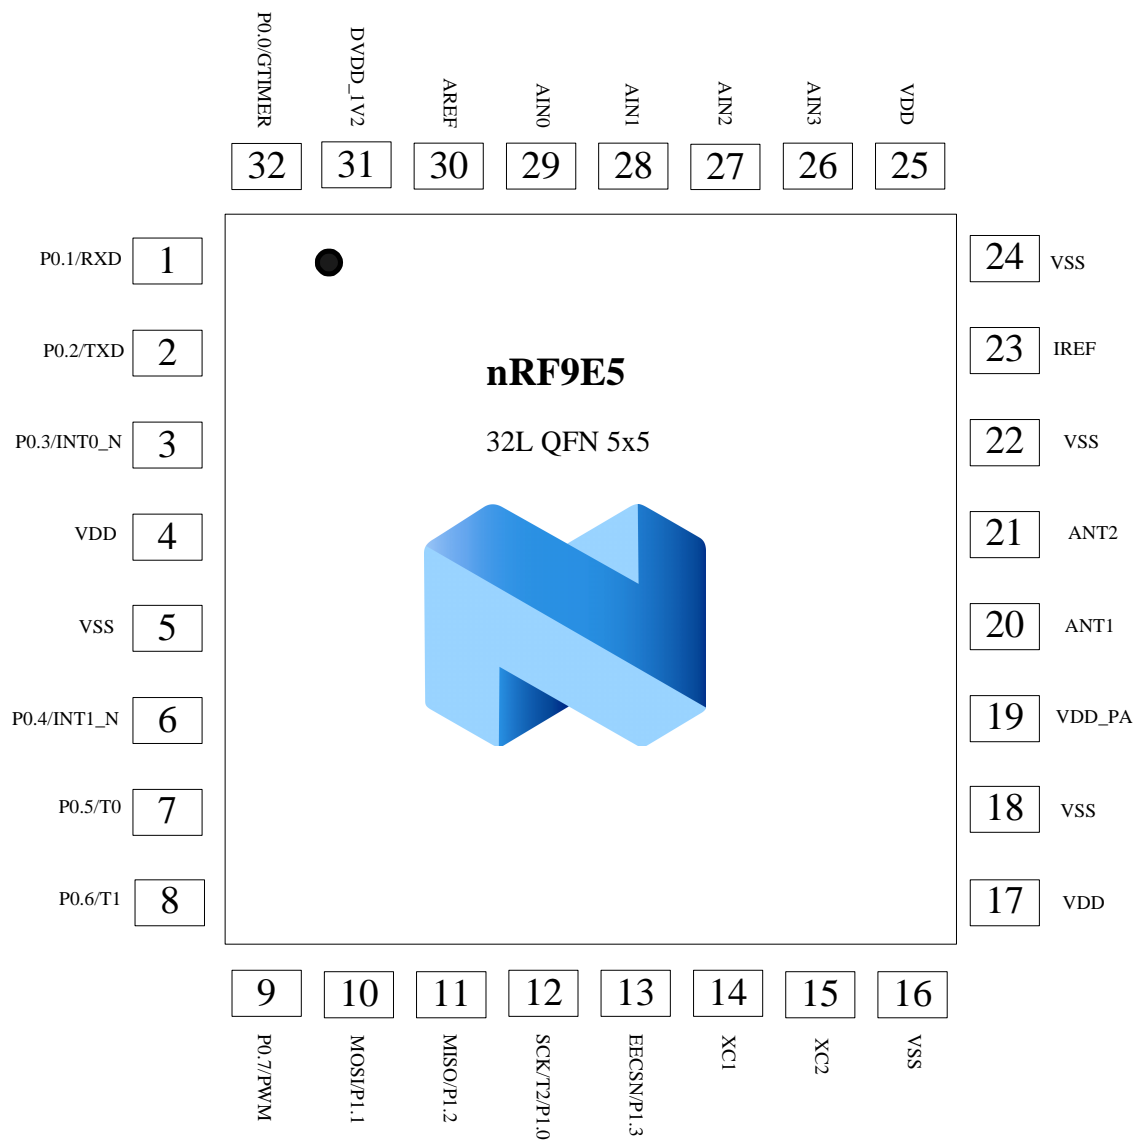 P0.0/GTIMER
DVDD_1V2
AREF
AIN0
AIN1
AIN2
AIN3
VDD
32
31
30
29
28
27
26
25
P0.1/RXD 1
P0.2/TXD 2
P0.3/INT0_N 3
VDD 4
VSS 5
P0.4/INT1_N 6
P0.5/T0 7
P0.6/T1 8
nRF9E5
32L QFN 5x5
24 VSS
23 IREF
22 VSS
21 ANT2
20 ANT1
19 VDD_PA
18 VSS
17 VDD
9
10
11
12
13
14
15
16
P0.7/PWM
MOSI/P1.1
MISO/P1.2
SCK/T2/P1.0
EECSN/P1.3
XC1
XC2
VSS